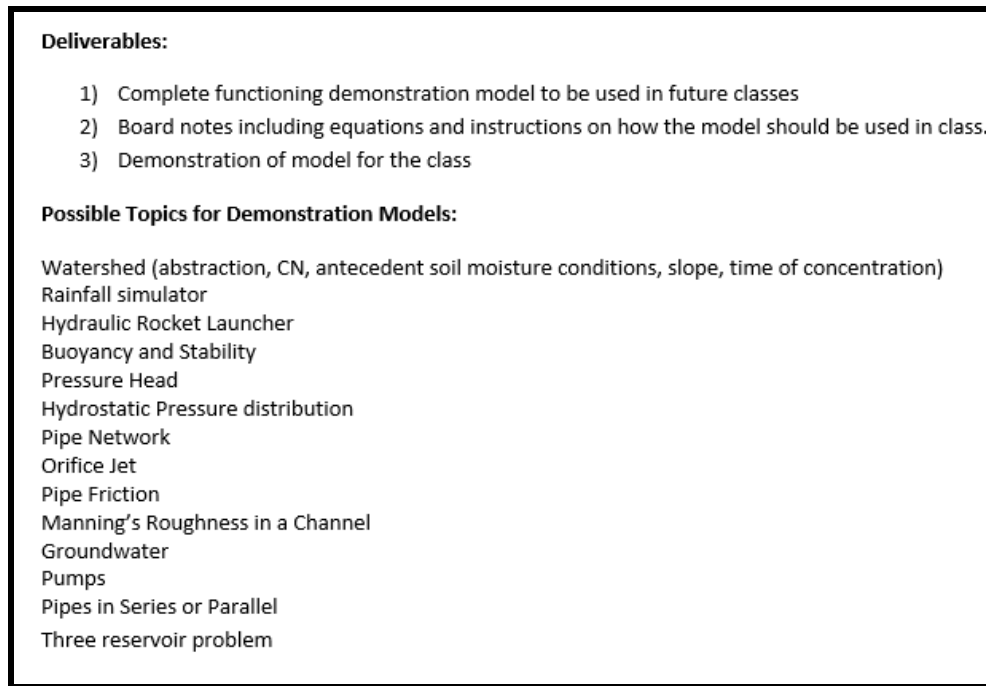 Deliverables:
1) Complete functioning demonstration model to be used in future classes
2) Board notes including equations and instructions on how the model should be used in class.
3) Demonstration of model for the class
Possible Topics for Demonstration Models:
Watershed (abstraction, CN, antecedent soil moisture conditions, slope, time of concentration)
Rainfall simulator
Hydraulic Rocket Launcher
Buoyancy and Stability
Pressure Head
Hydrostatic Pressure distribution
Pipe Network
Orifice Jet
Pipe Friction
Manning’s Roughness in a Channel
Groundwater
Pumps
Pipes in Series or Parallel
Three reservoir problem